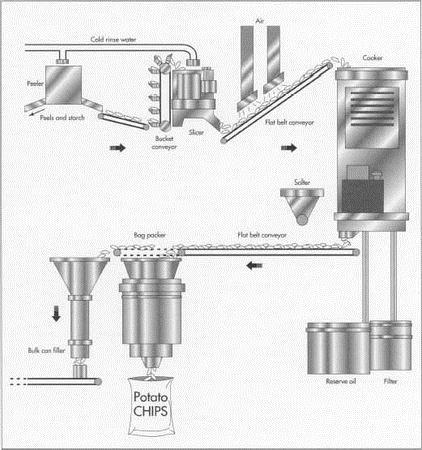 Air
Cold rinse water
Cooker
Peeler
Peels and starch
Slicer
Flat belt conveyor
Bucket
conveyor
Salter
Bag packer
Flat belt conveyor
Bulk can filler
Reserve oil
Filter
Potato
CHIPS